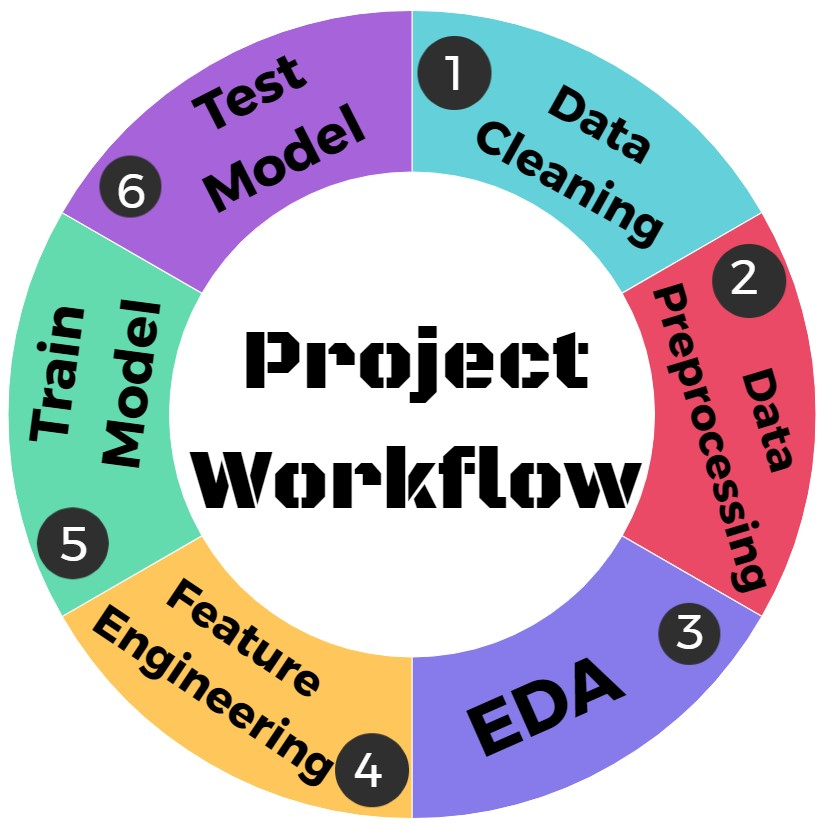 Project
Workflow
1
Data
Cleaning
2
Data
Preprocessing
3
EDA
4
Feature
Engineering
5
Train
Model
6
Test
Model